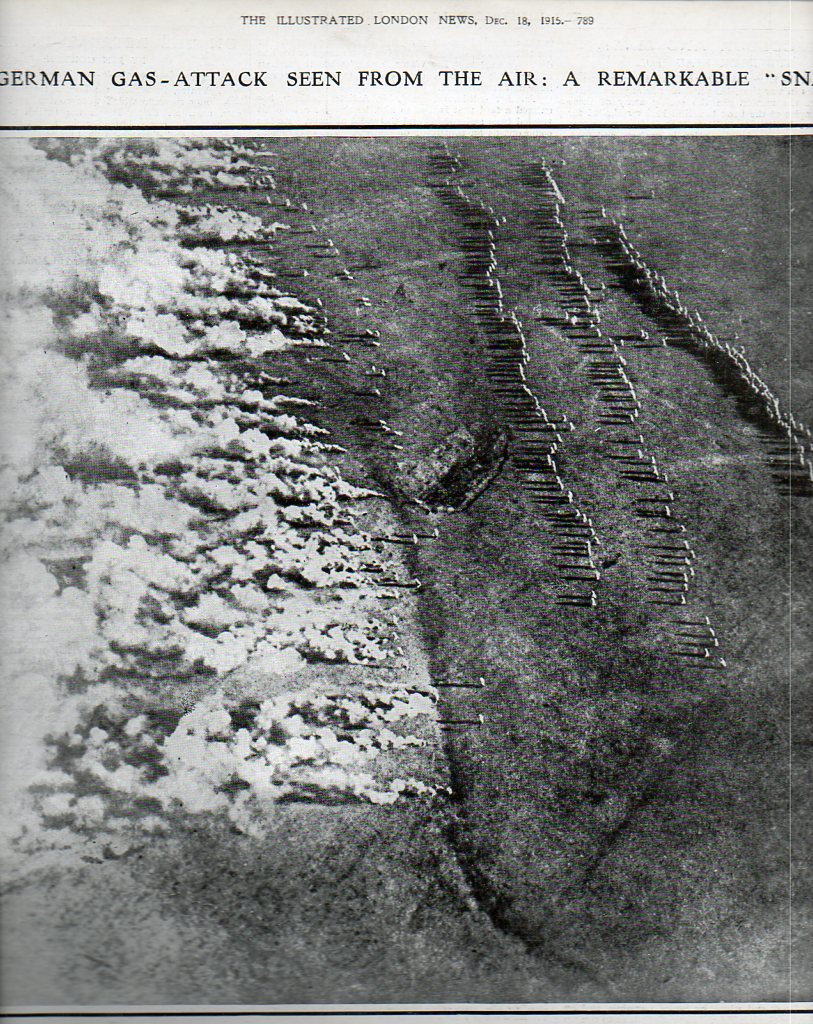 THE ILLUSTRATED LONDON NEWS, Dec. 18, 1915.— 789
GERMAN GAS-ATTACK SEEN FROM THE AIR: A REMARKABLE "SN